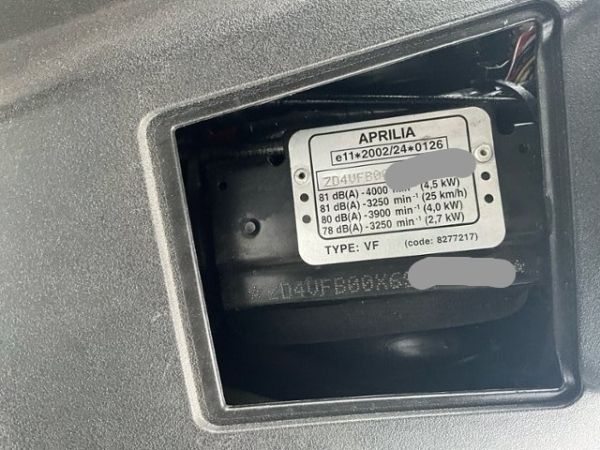 APRILIA
e11*2002/24*0126
ZD4VFB00
81 dB(A) -4000 min⁻¹ (4,5 kW)
81 dB(A) -3250 min⁻¹ (25 km/h)
80 dB(A) -3900 min⁻¹ (4,0 kW)
78 dB(A) -3250 min⁻¹ (2,7 kW)
TYPE: VF (code: 8277217)
*ZD4VFB00X6S *